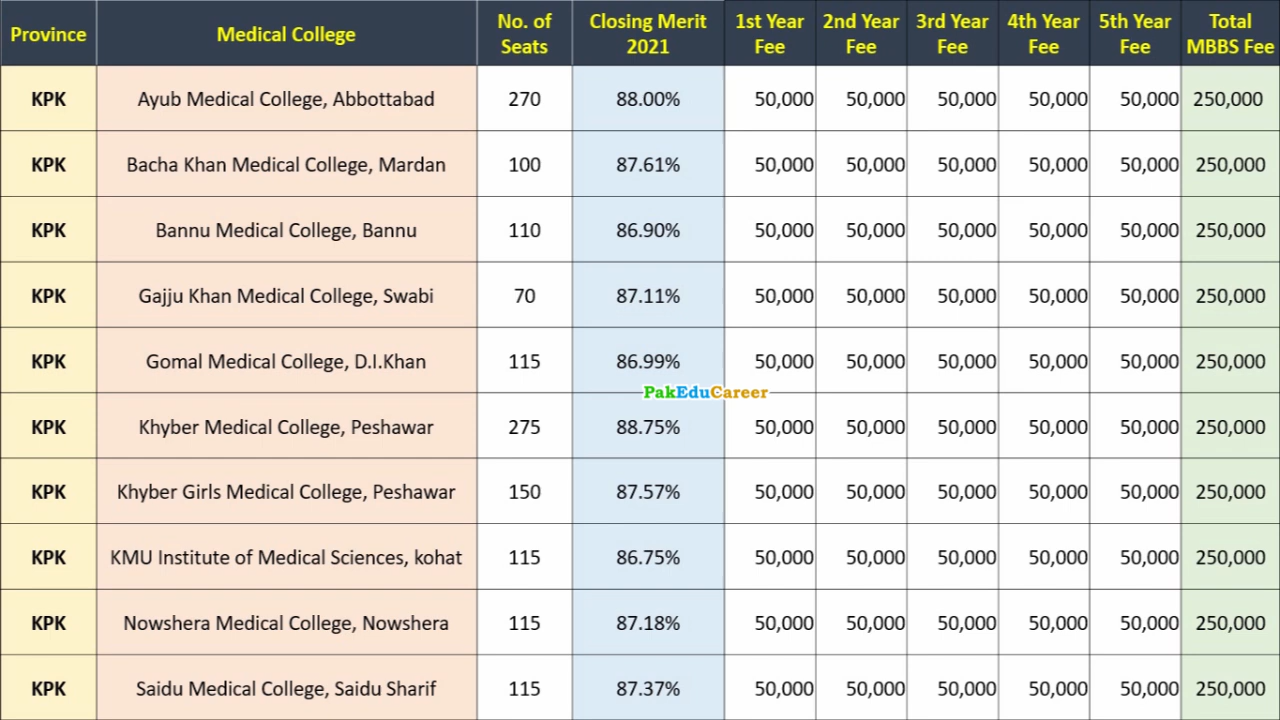 Province Medical College No. of Seats Closing Merit 2021 1st Year Fee 2nd Year Fee 3rd Year Fee 4th Year Fee 5th Year Fee Total MBBS Fee
KPK Ayub Medical College, Abbottabad 270 88.00% 50,000 50,000 50,000 50,000 50,000 250,000
KPK Bacha Khan Medical College, Mardan 100 87.61% 50,000 50,000 50,000 50,000 50,000 250,000
KPK Bannu Medical College, Bannu 110 86.90% 50,000 50,000 50,000 50,000 50,000 250,000
KPK Gajju Khan Medical College, Swabi 70 87.11% 50,000 50,000 50,000 50,000 50,000 250,000
KPK Gomal Medical College, D.I.Khan 115 86.99% 50,000 50,000 50,000 50,000 50,000 250,000
PakEduCareer
KPK Khyber Medical College, Peshawar 275 88.75% 50,000 50,000 50,000 50,000 50,000 250,000
KPK Khyber Girls Medical College, Peshawar 150 87.57% 50,000 50,000 50,000 50,000 50,000 250,000
KPK KMU Institute of Medical Sciences, kohat 115 86.75% 50,000 50,000 50,000 50,000 50,000 250,000
KPK Nowshera Medical College, Nowshera 115 87.18% 50,000 50,000 50,000 50,000 50,000 250,000
KPK Saidu Medical College, Saidu Sharif 115 87.37% 50,000 50,000 50,000 50,000 50,000 250,000